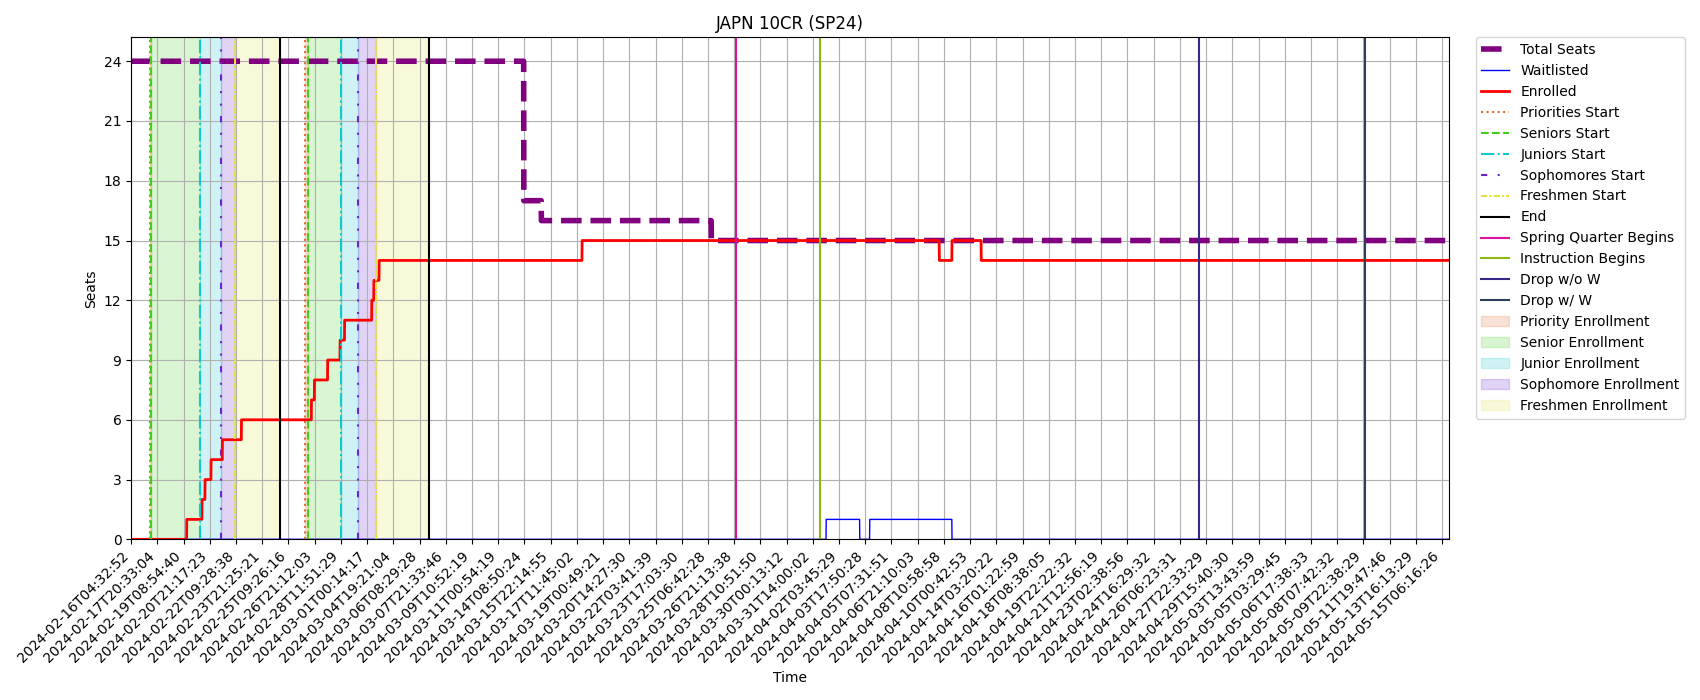 JAPN 10CR (SP24)
Seats
24
21
18
15
12
9
6
3
0
2024-02-16T04:32:52
2024-02-17T20:33:04
2024-02-19T08:54:40
2024-02-20T21:17:23
2024-02-22T09:28:38
2024-02-23T21:25:21
2024-02-25T09:26:16
2024-02-26T21:12:03
2024-02-28T11:51:29
2024-03-01T00:14:17
2024-03-04T19:21:04
2024-03-06T08:29:28
2024-03-07T21:33:46
2024-03-09T10:52:19
2024-03-11T00:54:19
2024-03-14T08:50:24
2024-03-15T22:14:55
2024-03-17T11:45:02
2024-03-19T00:49:21
2024-03-20T14:27:30
2024-03-22T03:41:39
2024-03-23T17:03:30
2024-03-25T06:42:28
2024-03-26T21:13:38
2024-03-28T10:51:50
2024-03-30T00:13:12
2024-03-31T14:00:02
2024-04-02T03:45:29
2024-04-03T17:50:28
2024-04-05T07:31:51
2024-04-06T21:10:03
2024-04-08T10:58:58
2024-04-10T00:42:53
2024-04-14T03:20:22
2024-04-16T01:22:59
2024-04-18T08:38:05
2024-04-19T22:22:32
2024-04-21T12:56:19
2024-04-23T02:38:56
2024-04-24T16:29:32
2024-04-26T06:23:31
2024-04-27T22:33:29
2024-04-29T15:40:30
2024-05-03T13:43:59
2024-05-05T03:29:45
2024-05-06T17:38:33
2024-05-08T07:42:32
2024-05-09T22:38:29
2024-05-11T19:47:46
2024-05-13T16:13:29
2024-05-15T06:16:26
Time
Total Seats
Waitlisted
Enrolled
Priorities Start
Seniors Start
Juniors Start
Sophomores Start
Freshmen Start
End
Spring Quarter Begins
Instruction Begins
Drop w/o W
Drop w/ W
Priority Enrollment
Senior Enrollment
Junior Enrollment
Sophomore Enrollment
Freshmen Enrollment